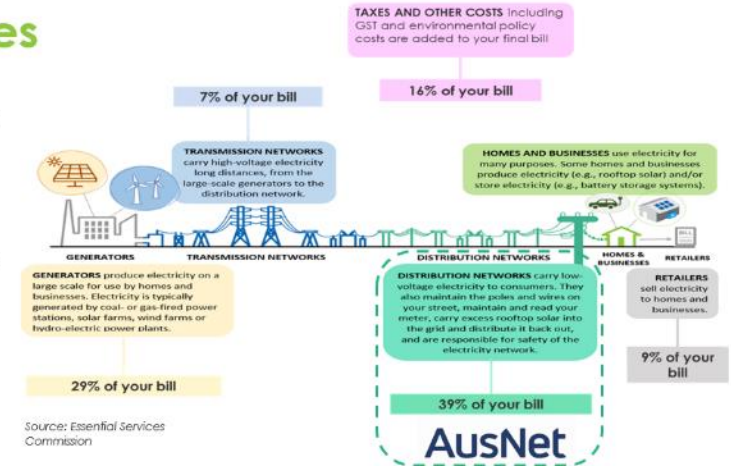 es
TAXES AND OTHER COSTS including
GST and environmental policy
costs are added to your final bill
16% of your bill
7% of your bill
TRANSMISSION NETWORKS
carry high-voltage electricity
long distances, from the
large-scale generators to the
distribution network.
HOMES AND BUSINESSES use electricity for
many purposes. Some homes and businesses
produce electricity (e.g., rooftop solar) and/or
store electricity (e.g., battery storage systems).
BILL
GENERATORS
TRANSMISSION NETWORKS
DISTRIBUTION NETWORKS
HOMES &
BUSINESSES
RETAILERS
GENERATORS produce electricity on a
large scale for use by homes and
businesses. Electricity is typically
generated by coal- or gas-fired power
stations, solar farms, wind farms or
hydro-electric power plants.
29% of your bill
DISTRIBUTION NETWORKS carry low-
voltage electricity to consumers. They
also maintain the poles and wires on
your street, maintain and read your
meter, carry excess rooftop solar into
the grid and distribute it back out,
and are responsible for safety of the
electricity network.
39% of your bill
RETAILERS
sell electricity
to homes and
businesses.
9% of your
bill
Source: Essential Services
Commission
AusNet